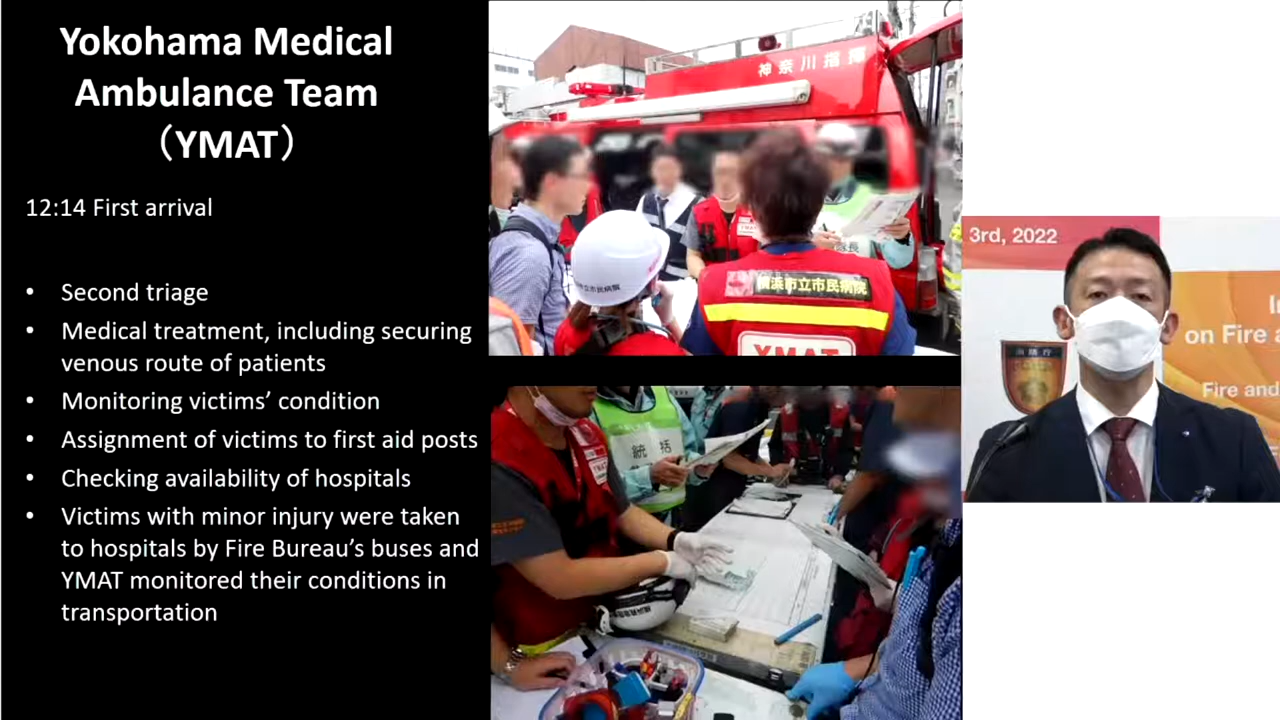 Yokohama Medical
Ambulance Team
（YMAT）
12:14 First arrival
• Second triage
• Medical treatment, including securing
venous route of patients
• Monitoring victims’ condition
• Assignment of victims to first aid posts
• Checking availability of hospitals
• Victims with minor injury were taken
to hospitals by Fire Bureau’s buses and
YMAT monitored their conditions in
transportation
神奈川指揮
横浜市立市民病院
YMAT
統括
3rd, 2022
on Fire a
Fire and
消防庁